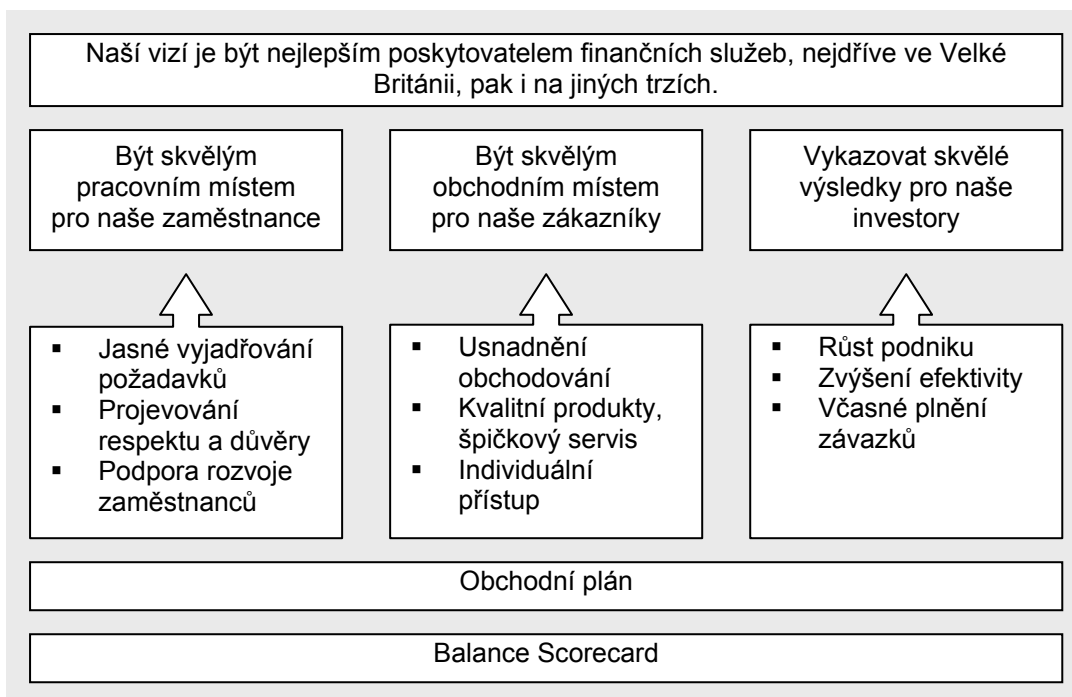 Naší vizí je být nejlepším poskytovatelem finančních služeb, nejdříve ve Velké
Británii, pak i na jiných trzích.
Být skvělým
pracovním místem
pro naše zaměstnance
Být skvělým
obchodním místem
pro naše zákazníky
Vykazovat skvělé
výsledky pro naše
investory
▪ Jasné vyjadřování
požadavků
▪ Projevování
respektu a důvěry
▪ Podpora rozvoje
zaměstnanců
▪ Usnadnění
obchodování
▪ Kvalitní produkty,
špičkový servis
▪ Individuální
přístup
▪ Růst podniku
▪ Zvýšení efektivity
▪ Včasné plnění
závazků
Obchodní plán
Balance Scorecard